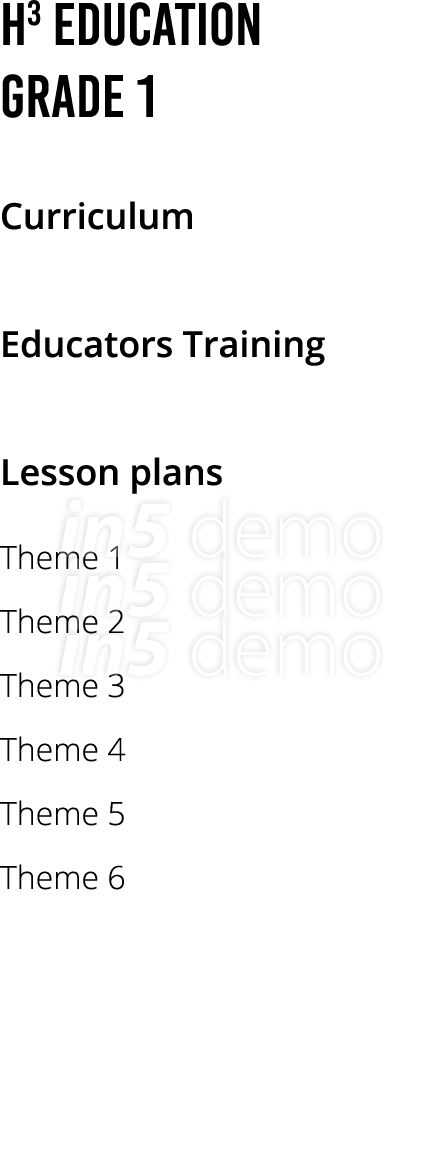 H³ EDUCATION
GRADE 1
Curriculum
Educators Training
Lesson plans
in5 demo
Theme 1
in5 demo
Theme 2
in5 demo
Theme 3
Theme 4
Theme 5
Theme 6